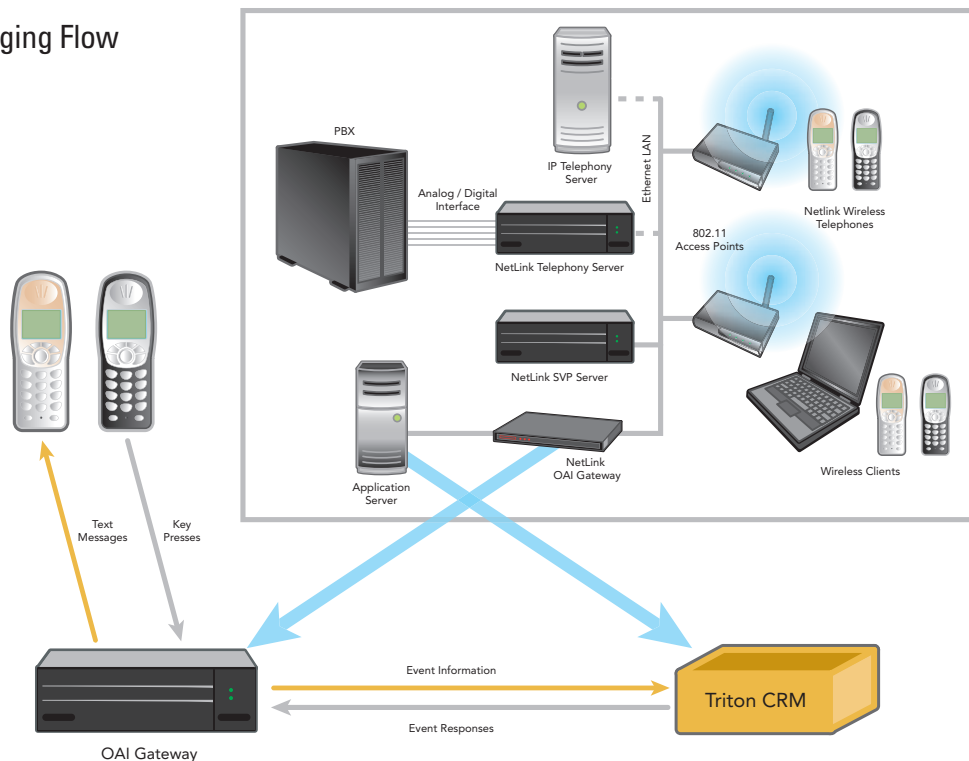 ging Flow
PBX
IP Telephony
Server
Ethernet LAN
Analog / Digital
Interface
NetLink Telephony Server
802.11
Access Points
Netlink Wireless
Telephones
NetLink SVP Server
Application
Server
NetLink
OAI Gateway
Wireless Clients
Text
Messages
Key
Presses
Event Information
Event Responses
Triton CRM
OAI Gateway